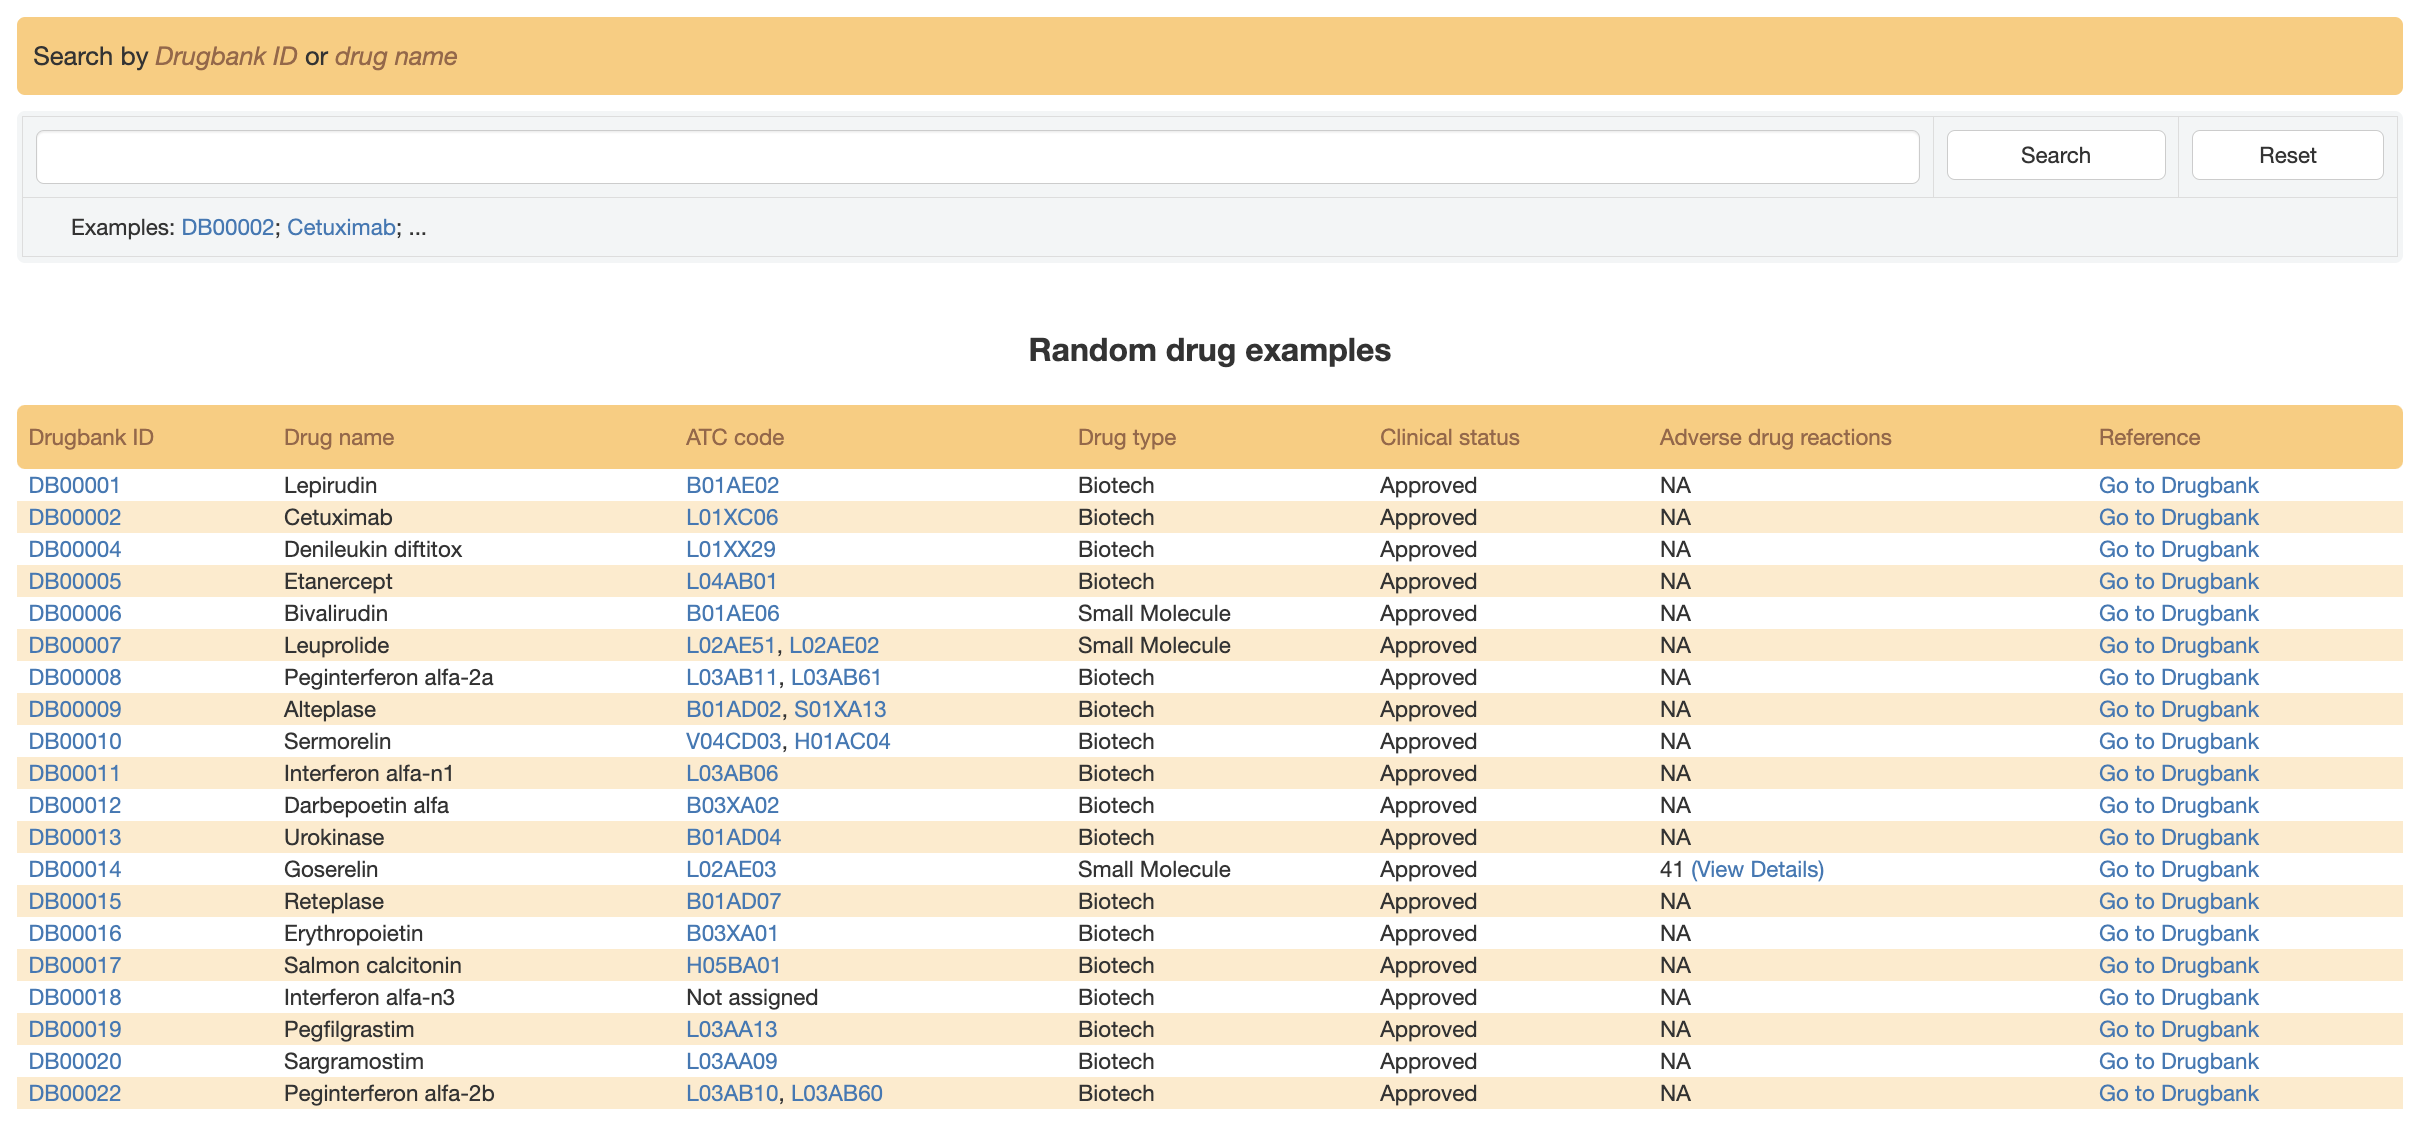 Search by Drugbank ID or drug name
Search Reset
Examples: DB00002; Cetuximab; ...
Random drug examples
Drugbank ID Drug name ATC code Drug type Clinical status Adverse drug reactions Reference
DB00001 Lepirudin B01AE02 Biotech Approved NA Go to Drugbank
DB00002 Cetuximab L01XC06 Biotech Approved NA Go to Drugbank
DB00004 Denileukin diftitox L01XX29 Biotech Approved NA Go to Drugbank
DB00005 Etanercept L04AB01 Biotech Approved NA Go to Drugbank
DB00006 Bivalirudin B01AE06 Small Molecule Approved NA Go to Drugbank
DB00007 Leuprolide L02AE51, L02AE02 Small Molecule Approved NA Go to Drugbank
DB00008 Peginterferon alfa-2a L03AB11, L03AB61 Biotech Approved NA Go to Drugbank
DB00009 Alteplase B01AD02, S01XA13 Biotech Approved NA Go to Drugbank
DB00010 Sermorelin V04CD03, H01AC04 Biotech Approved NA Go to Drugbank
DB00011 Interferon alfa-n1 L03AB06 Biotech Approved NA Go to Drugbank
DB00012 Darbepoetin alfa B03XA02 Biotech Approved NA Go to Drugbank
DB00013 Urokinase B01AD04 Biotech Approved NA Go to Drugbank
DB00014 Goserelin L02AE03 Small Molecule Approved 41 (View Details) Go to Drugbank
DB00015 Reteplase B01AD07 Biotech Approved NA Go to Drugbank
DB00016 Erythropoietin B03XA01 Biotech Approved NA Go to Drugbank
DB00017 Salmon calcitonin H05BA01 Biotech Approved NA Go to Drugbank
DB00018 Interferon alfa-n3 Not assigned Biotech Approved NA Go to Drugbank
DB00019 Pegfilgrastim L03AA13 Biotech Approved NA Go to Drugbank
DB00020 Sargramostim L03AA09 Biotech Approved NA Go to Drugbank
DB00022 Peginterferon alfa-2b L03AB10, L03AB60 Biotech Approved NA Go to Drugbank